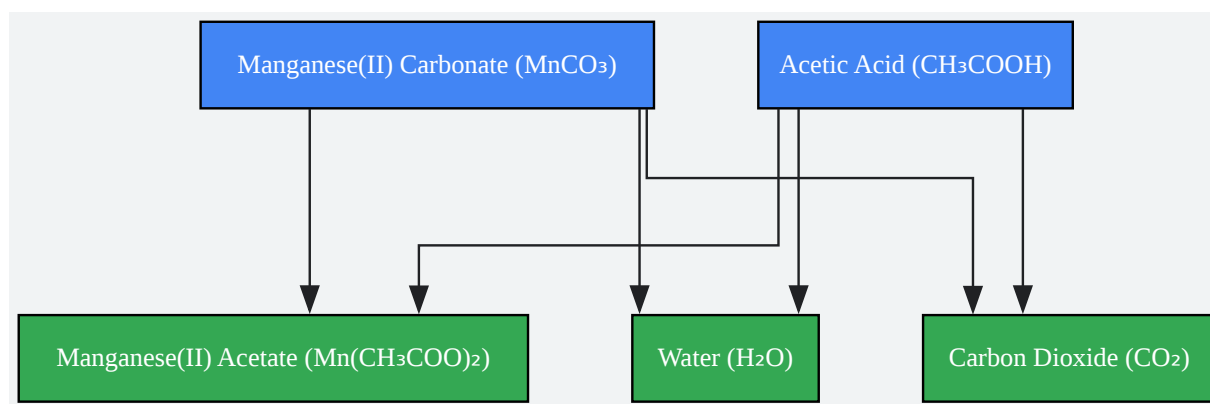 Manganese(II) Carbonate (MnCO₃)
Acetic Acid (CH₃COOH)
Manganese(II) Acetate (Mn(CH₃COO)₂)
Water (H₂O)
Carbon Dioxide (CO₂)